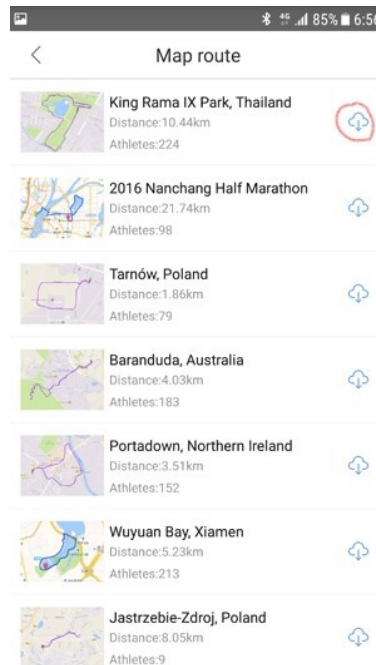 4G 85% 6:56
Map route
King Rama IX Park, Thailand
Distance:10.44km
Athletes:224
2016 Nanchang Half Marathon
Distance:21.74km
Athletes:98
Tarnów, Poland
Distance:1.86km
Athletes:79
Baranduda, Australia
Distance:4.03km
Athletes:183
Portadown, Northern Ireland
Distance:3.51km
Athletes:152
Wuyuan Bay, Xiamen
Distance:5.23km
Athletes:213
Jastrzebie-Zdroj, Poland
Distance:8.05km
Athletes:9